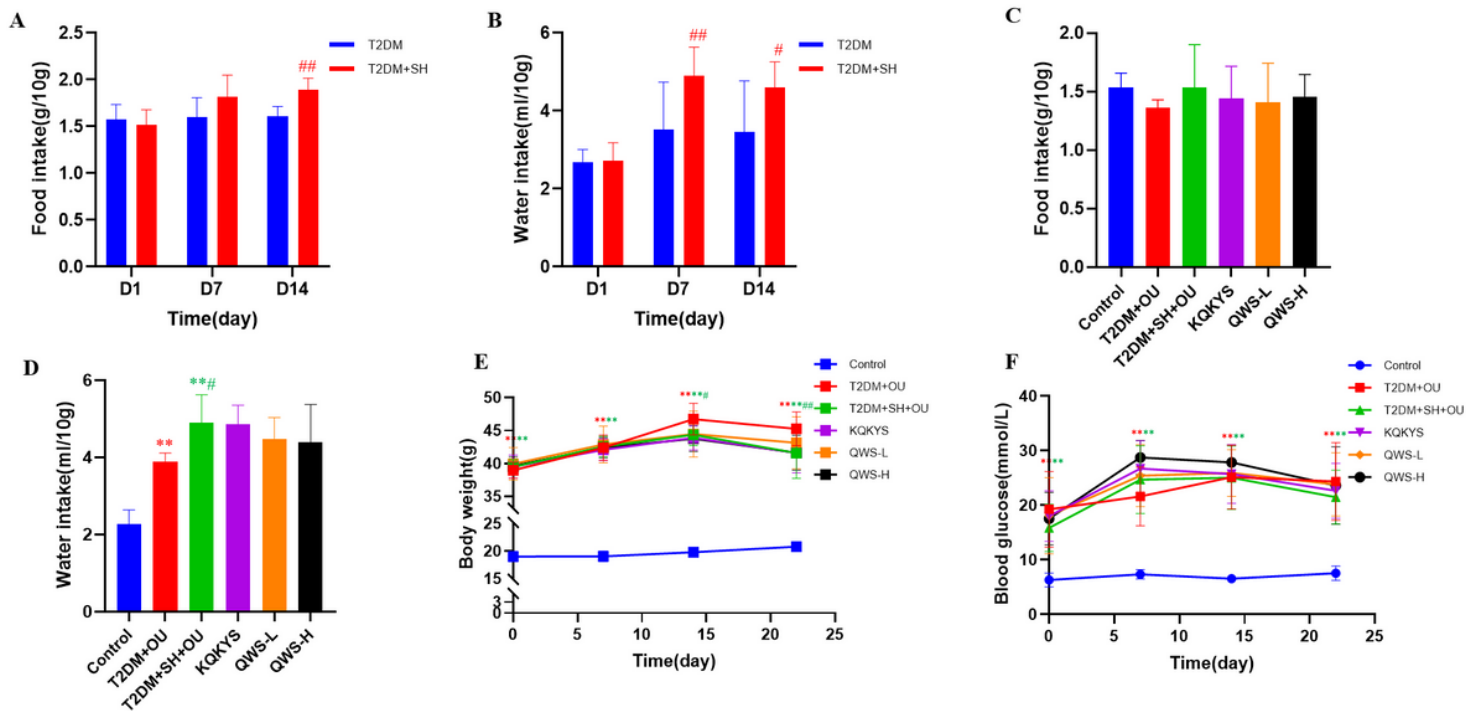 A
Food intake(g/10g)
2.5
2.0
1.5
1.0
0.5
0.0
##
T2DM
T2DM+SH
D1 D7 D14
Time(day)
B
Water intake(ml/10g)
6
4
2
0
##
#
T2DM
T2DM+SH
D1 D7 D14
Time(day)
C
Food intake(g/10g)
2.0
1.5
1.0
0.5
0.0
Control
T2DM+OU
T2DM+SH+OU
KQKYS
QWS-L
QWS-H
D
Water intake(ml/10g)
6
4
2
0
**
**#
Control
T2DM+OU
T2DM+SH+OU
KQKYS
QWS-L
QWS-H
E
Body weight(g)
50
45
40
35
30
25
20
15
3
0
****
****
****#
****##
0 5 10 15 20 25
Time(day)
Control
T2DM+OU
T2DM+SH+OU
KQKYS
QWS-L
QWS-H
F
Blood glucose(mmol/L)
40
30
20
10
0
****
****
****
****
0 5 10 15 20 25
Time(day)
Control
T2DM+OU
T2DM+SH+OU
KQKYS
QWS-L
QWS-H